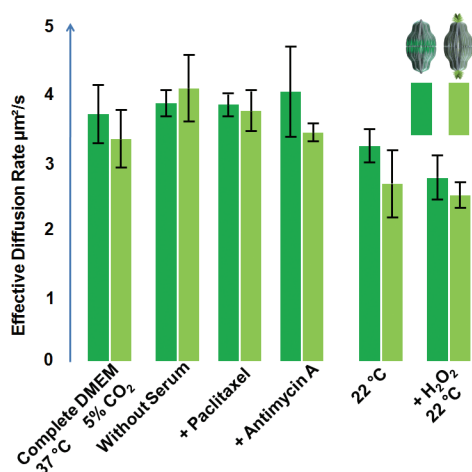 Effective Diffusion Rate µm²/s
5
4
3
2
1
0
Complete DMEM
37 °C 5% CO₂
Without Serum
+ Paclitaxel
+ Antimycin A
22 °C
+ H₂O₂
22 °C